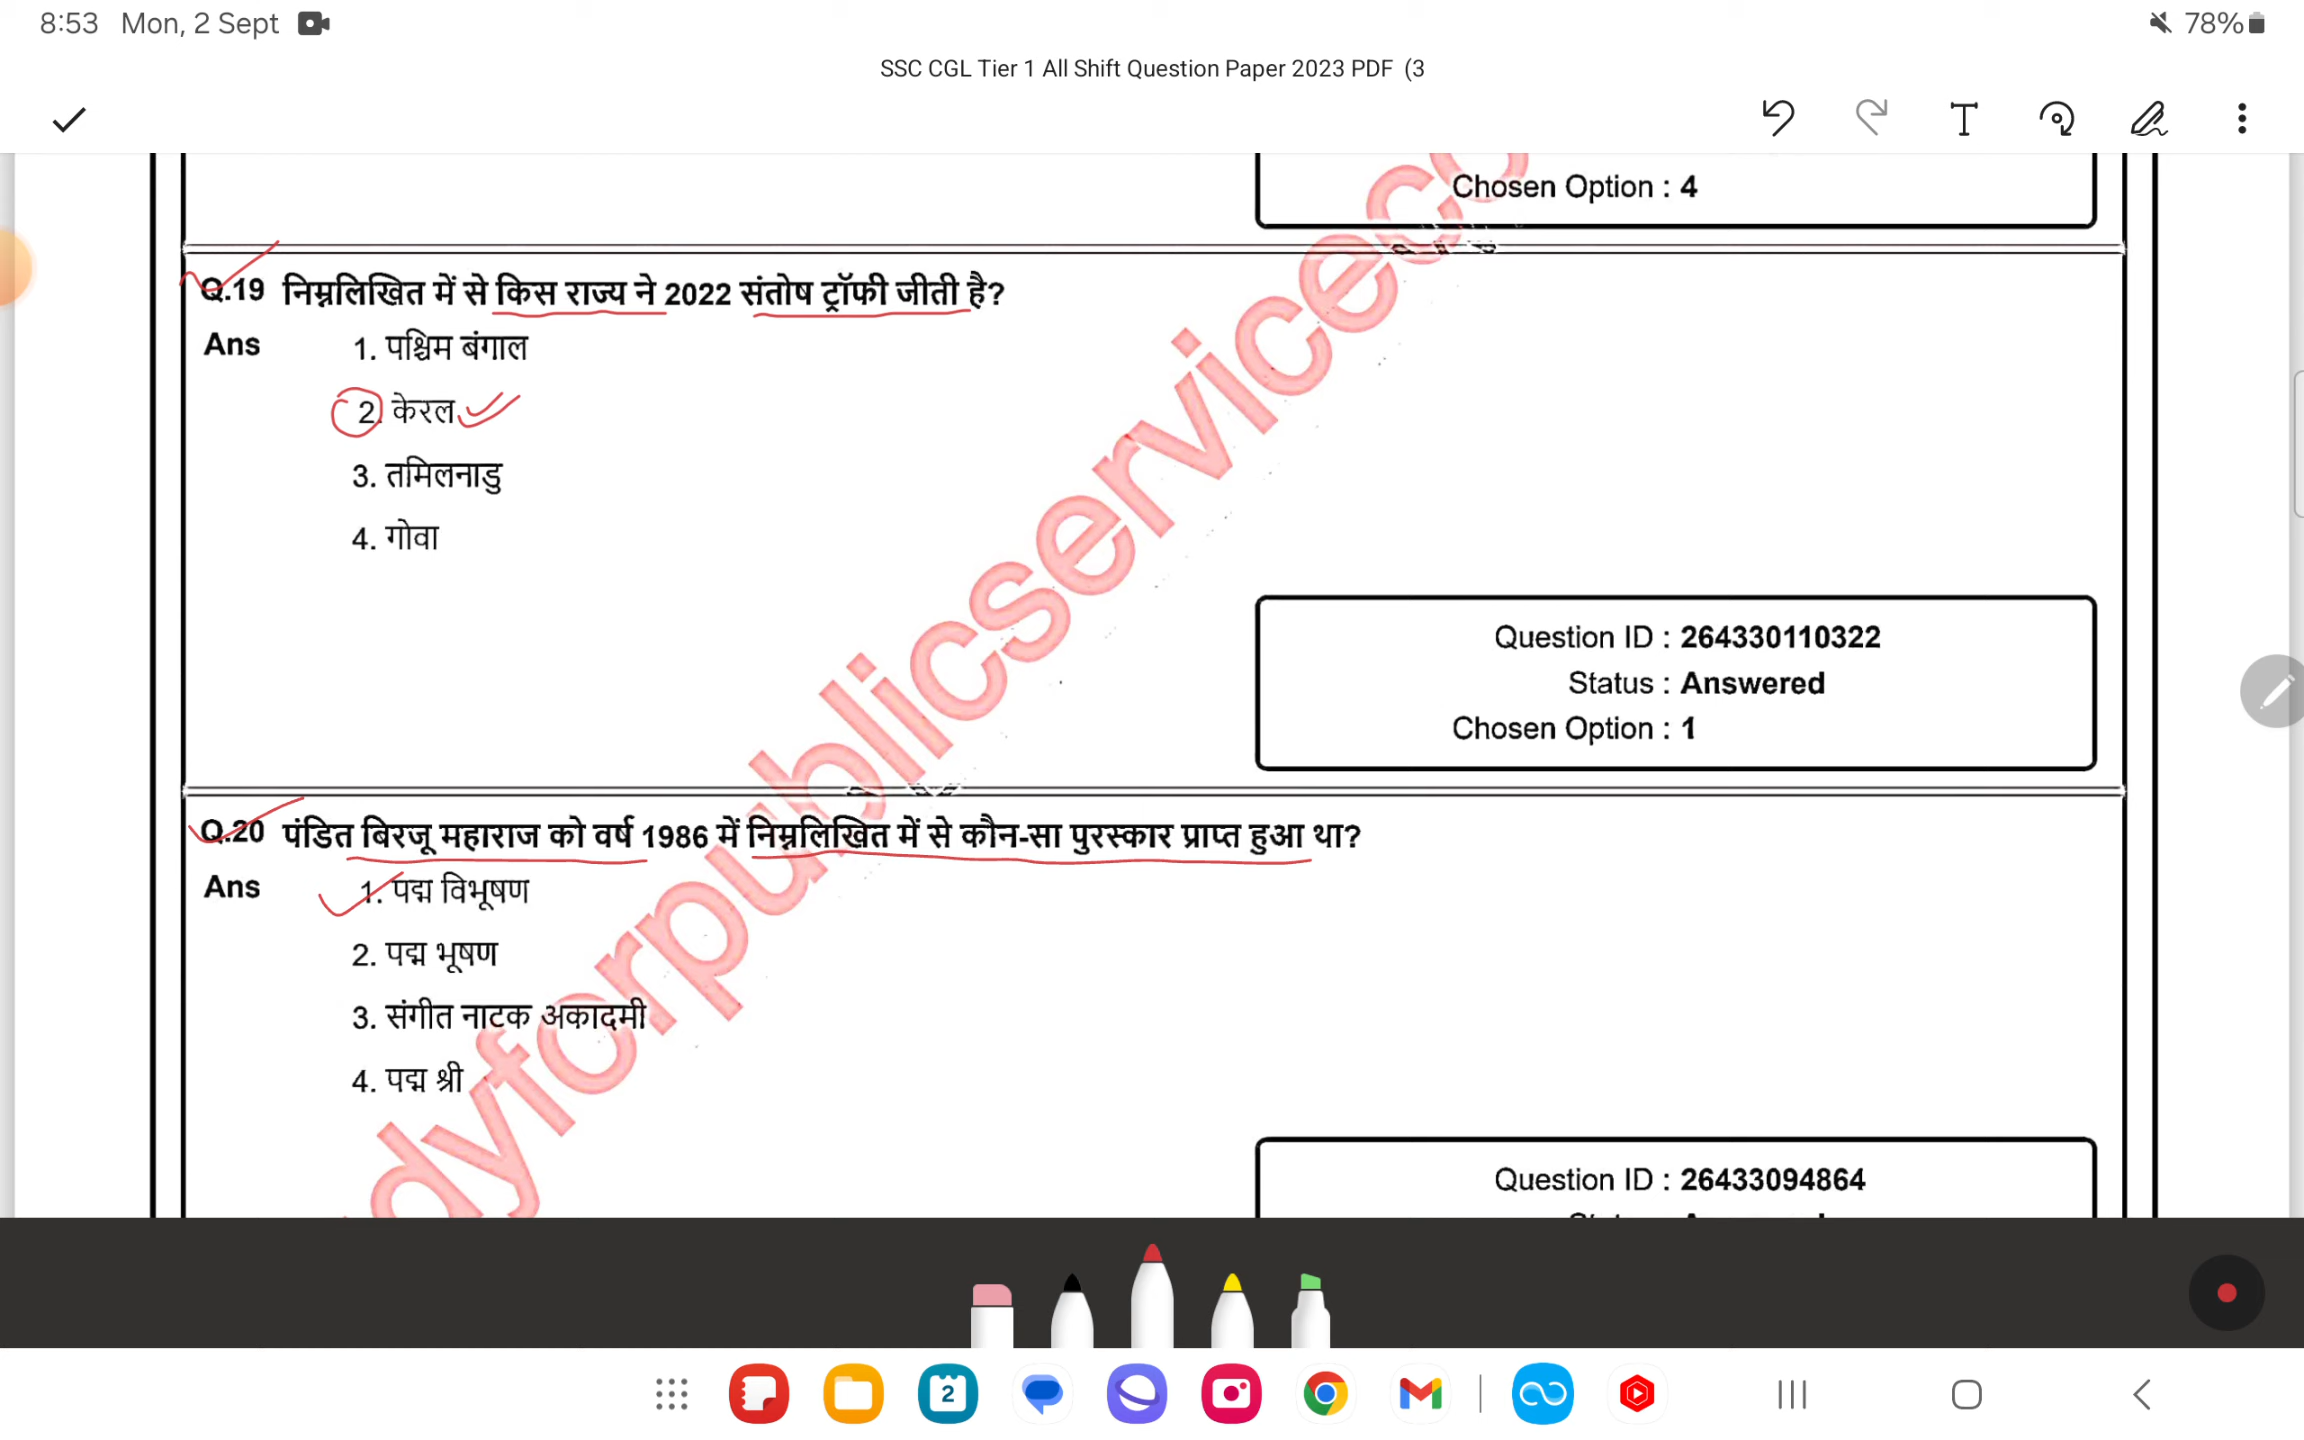 8:53 Mon, 2 Sept 78%
SSC CGL Tier 1 All Shift Question Paper 2023 PDF (3
Chosen Option : 4
Q.19 निम्नलिखित में से किस राज्य ने 2022 संतोष ट्रॉफी जीती है?
Ans 1. पश्चिम बंगाल
2. केरल
3. तमिलनाडु
4. गोवा
Question ID : 264330110322
Status : Answered
Chosen Option : 1
Q.20 पंडित बिरजू महाराज को वर्ष 1986 में निम्नलिखित में से कौन-सा पुरस्कार प्राप्त हुआ था?
Ans 1. पद्म विभूषण
2. पद्म भूषण
3. संगीत नाटक अकादमी
4. पद्म श्री
Question ID : 26433094864
dyforpublicserviceco
2